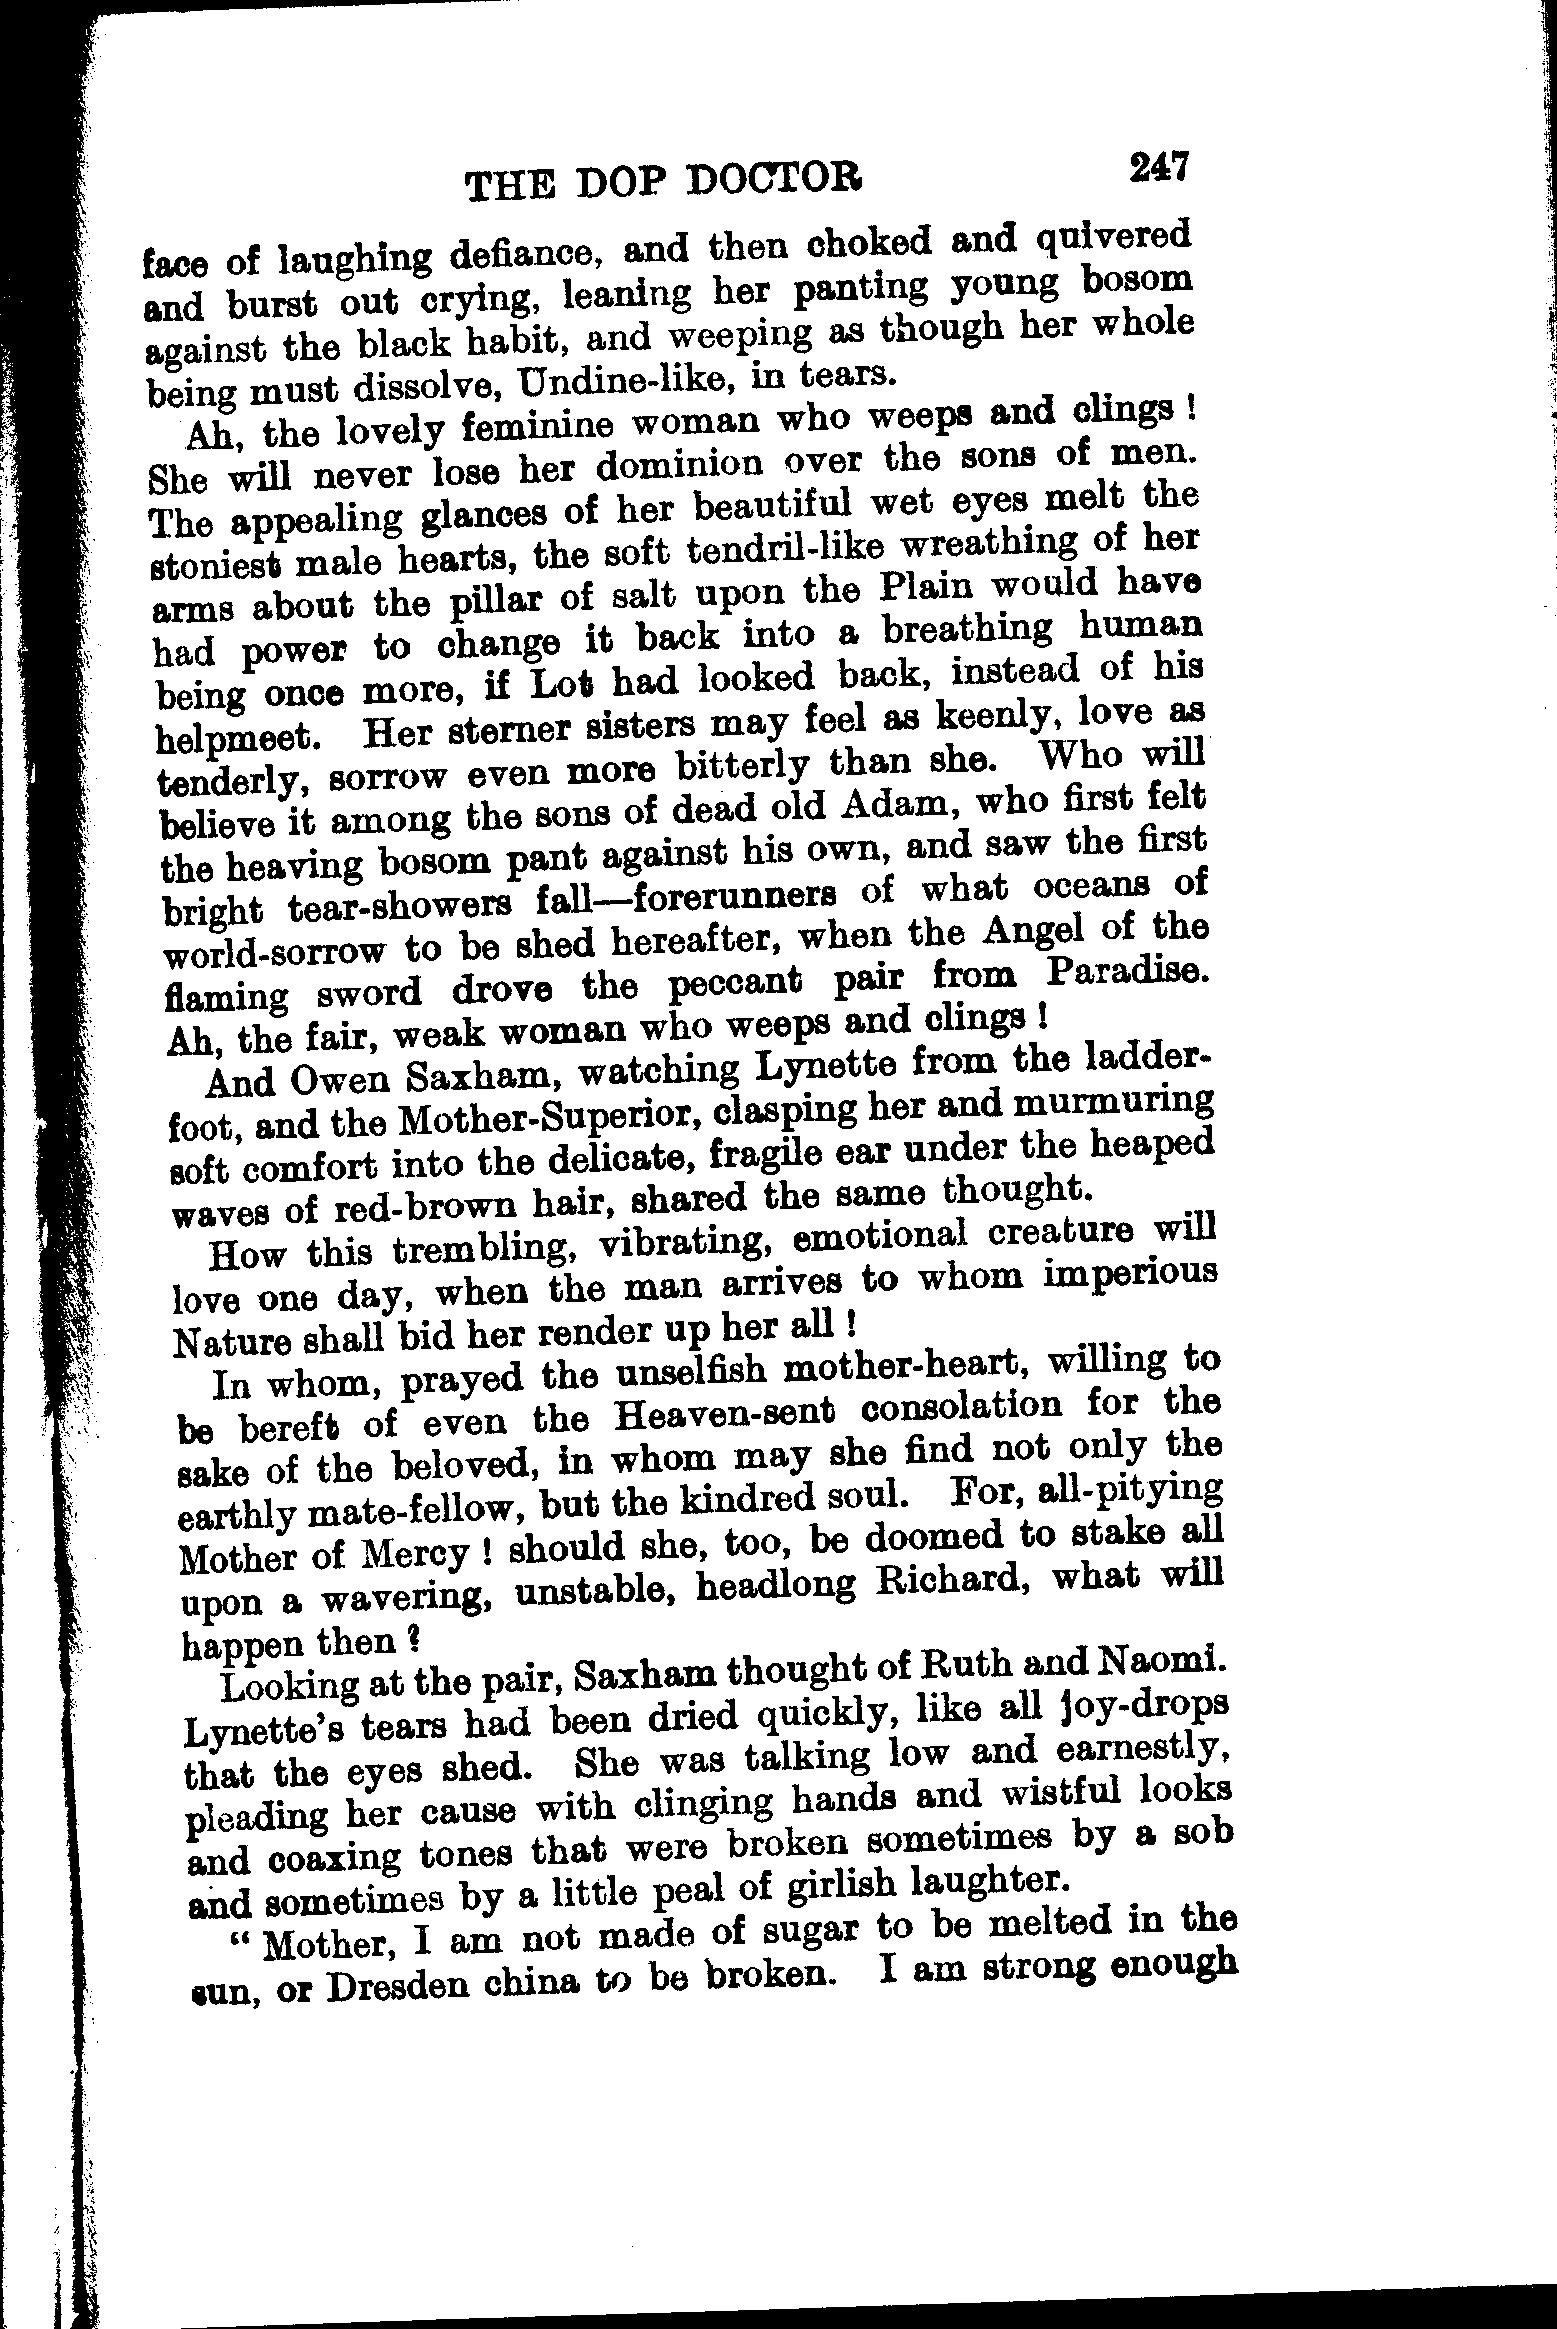 THE DOP DOCTOR 247
face of laughing defiance, and then choked and quivered
and burst out crying, leaning her panting young bosom
against the black habit, and weeping as though her whole
being must dissolve, Undine-like, in tears.
Ah, the lovely feminine woman who weeps and clings !
She will never lose her dominion over the sons of men.
The appealing glances of her beautiful wet eyes melt the
stoniest male hearts, the soft tendril-like wreathing of her
arms about the pillar of salt upon the Plain would have
had power to change it back into a breathing human
being once more, if Lot had looked back, instead of his
helpmeet. Her sterner sisters may feel as keenly, love as
tenderly, sorrow even more bitterly than she. Who will
believe it among the sons of dead old Adam, who first felt
the heaving bosom pant against his own, and saw the first
bright tear-showers fall—forerunners of what oceans of
world-sorrow to be shed hereafter, when the Angel of the
flaming sword drove the peccant pair from Paradise.
Ah, the fair, weak woman who weeps and clings !
And Owen Saxham, watching Lynette from the ladder-
foot, and the Mother-Superior, clasping her and murmuring
soft comfort into the delicate, fragile ear under the heaped
waves of red-brown hair, shared the same thought.
How this trembling, vibrating, emotional creature will
love one day, when the man arrives to whom imperious
Nature shall bid her render up her all !
In whom, prayed the unselfish mother-heart, willing to
be bereft of even the Heaven-sent consolation for the
sake of the beloved, in whom may she find not only the
earthly mate-fellow, but the kindred soul. For, all-pitying
Mother of Mercy ! should she, too, be doomed to stake all
upon a wavering, unstable, headlong Richard, what will
happen then ?
Looking at the pair, Saxham thought of Ruth and Naomi.
Lynette's tears had been dried quickly, like all joy-drops
that the eyes shed. She was talking low and earnestly,
pleading her cause with clinging hands and wistful looks
and coaxing tones that were broken sometimes by a sob
and sometimes by a little peal of girlish laughter.
“ Mother, I am not made of sugar to be melted in the
sun, or Dresden china to be broken. I am strong enough